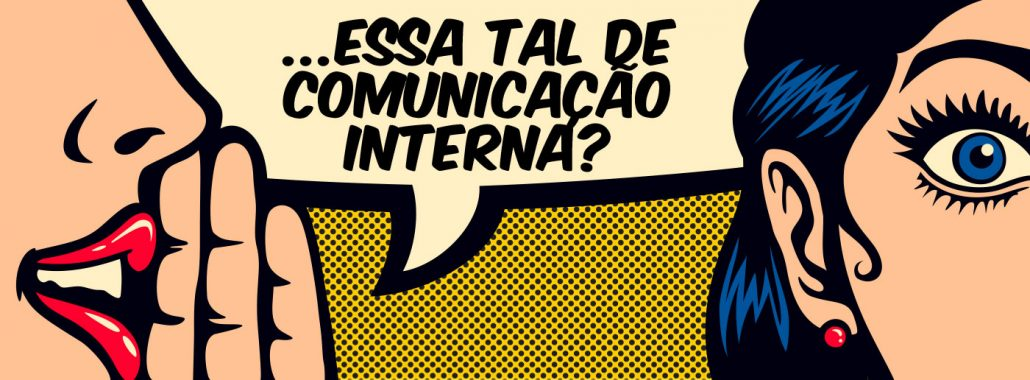 ...ESSA TAL DE
COMUNICAÇÃO
INTERNA?